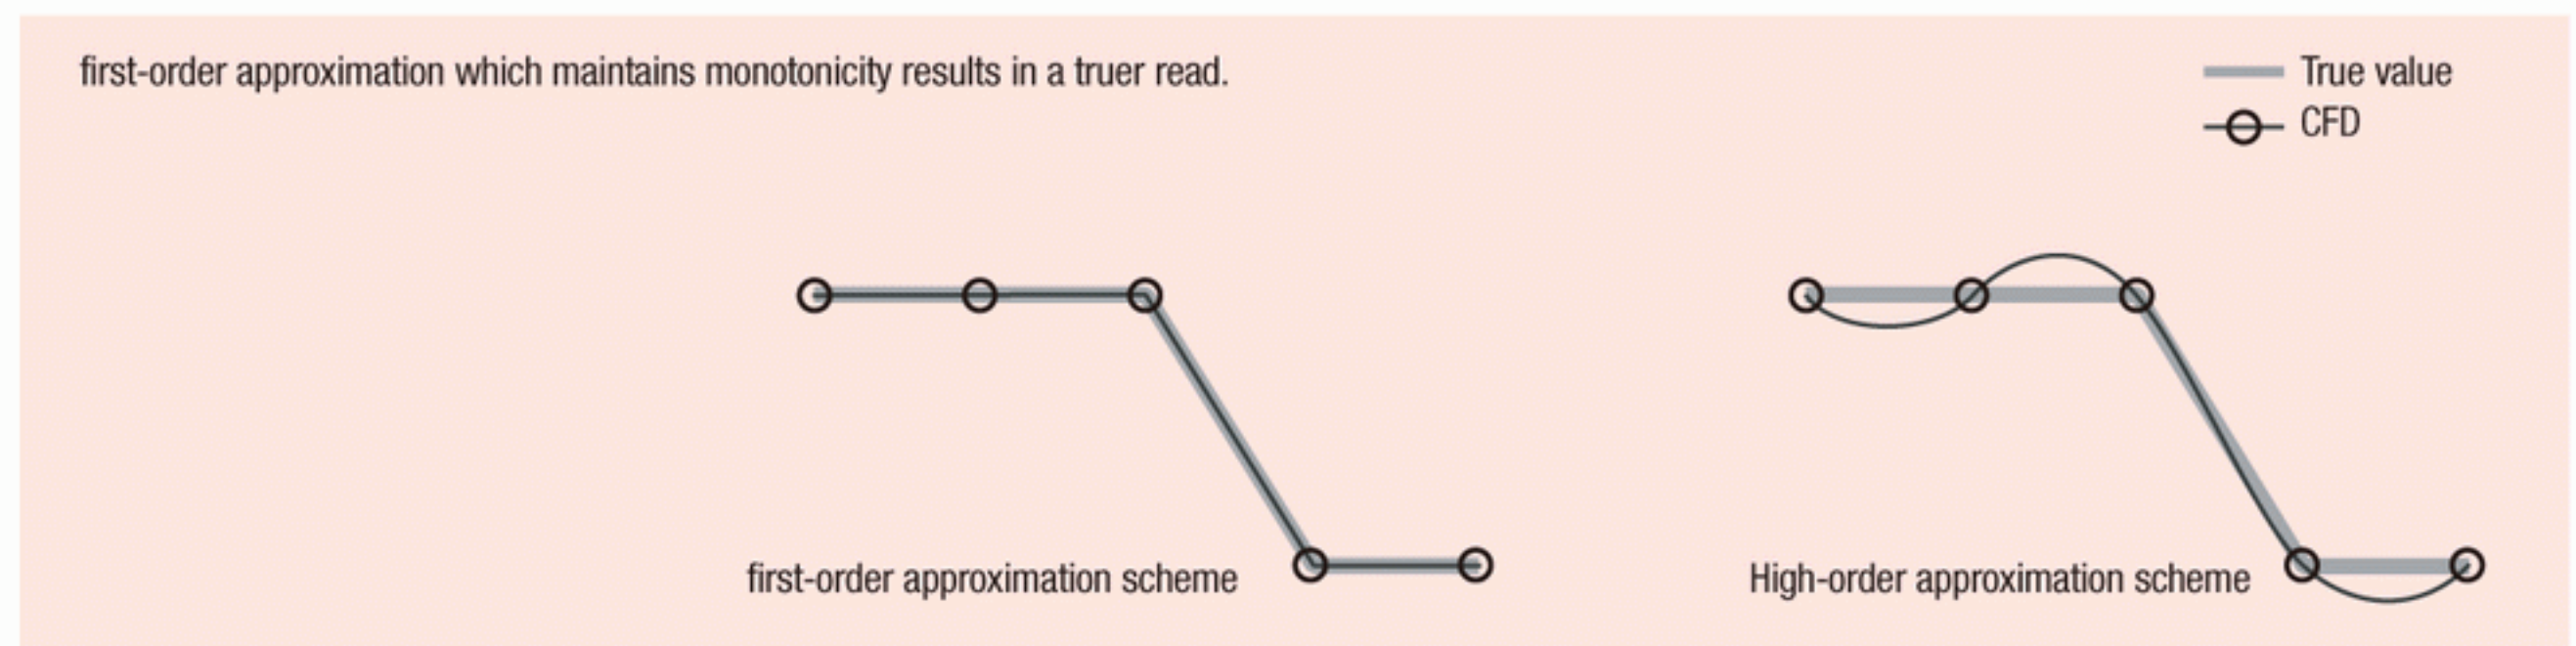 first-order approximation which maintains monotonicity results in a truer read.
True value
CFD
first-order approximation scheme
High-order approximation scheme